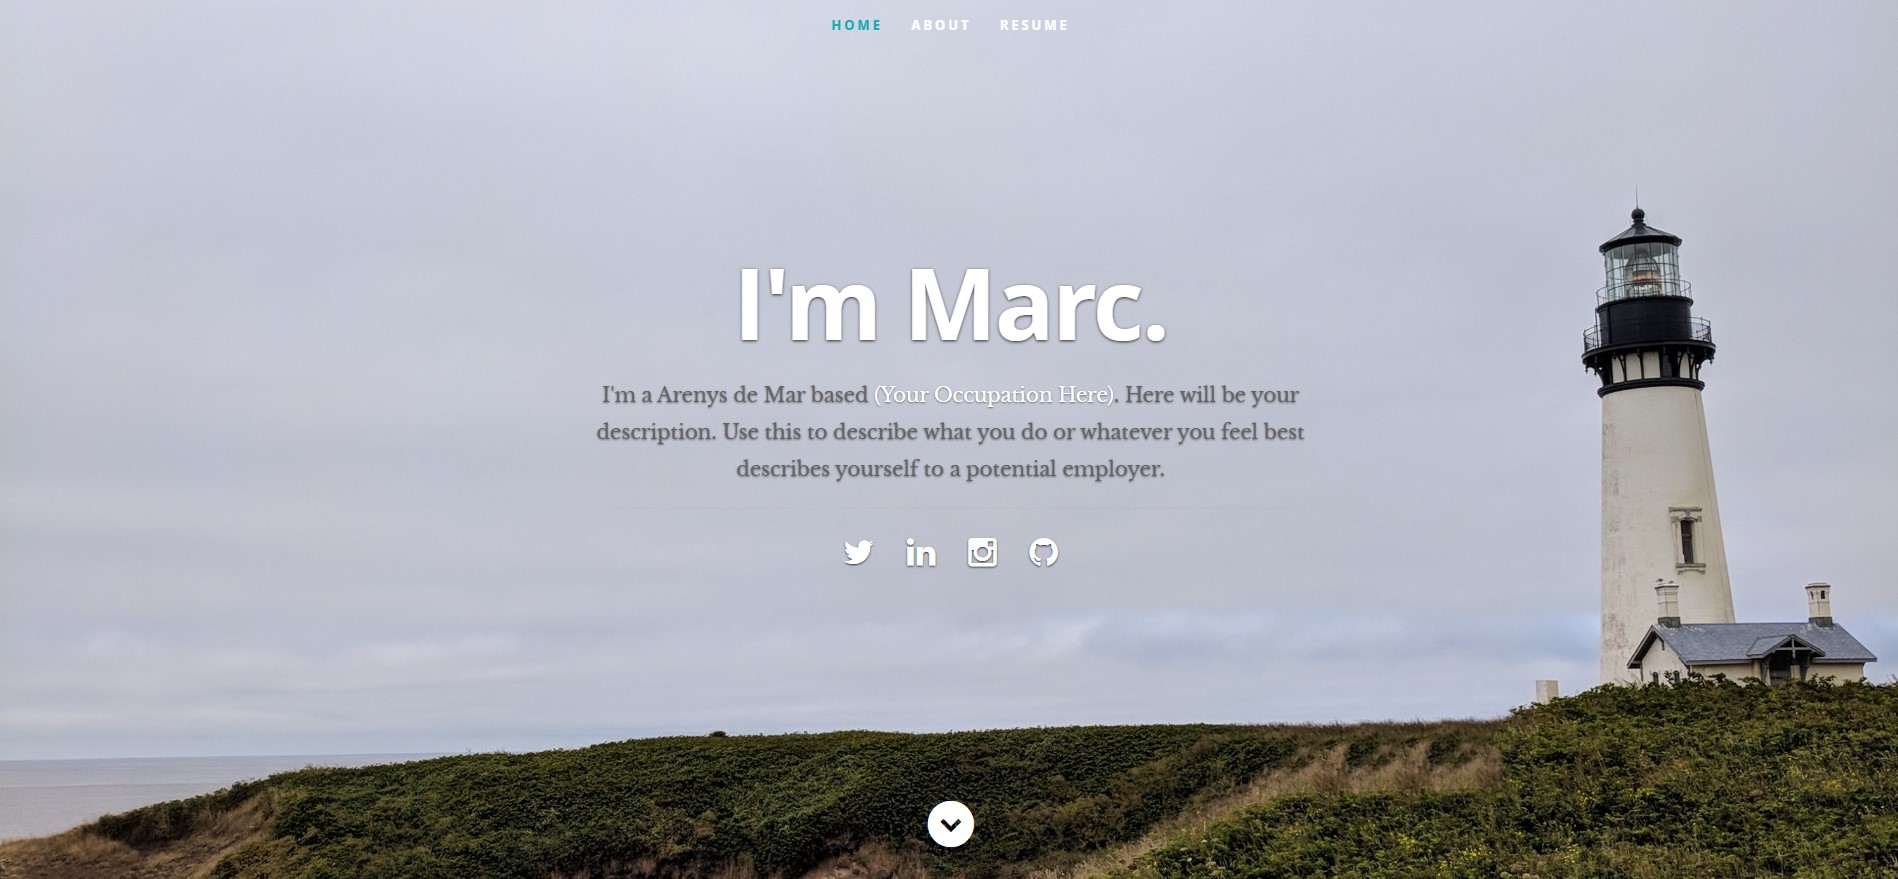 HOME ABOUT RESUME
I'm Marc.
I'm a Arenys de Mar based (Your Occupation Here). Here will be your
description. Use this to describe what you do or whatever you feel best
describes yourself to a potential employer.